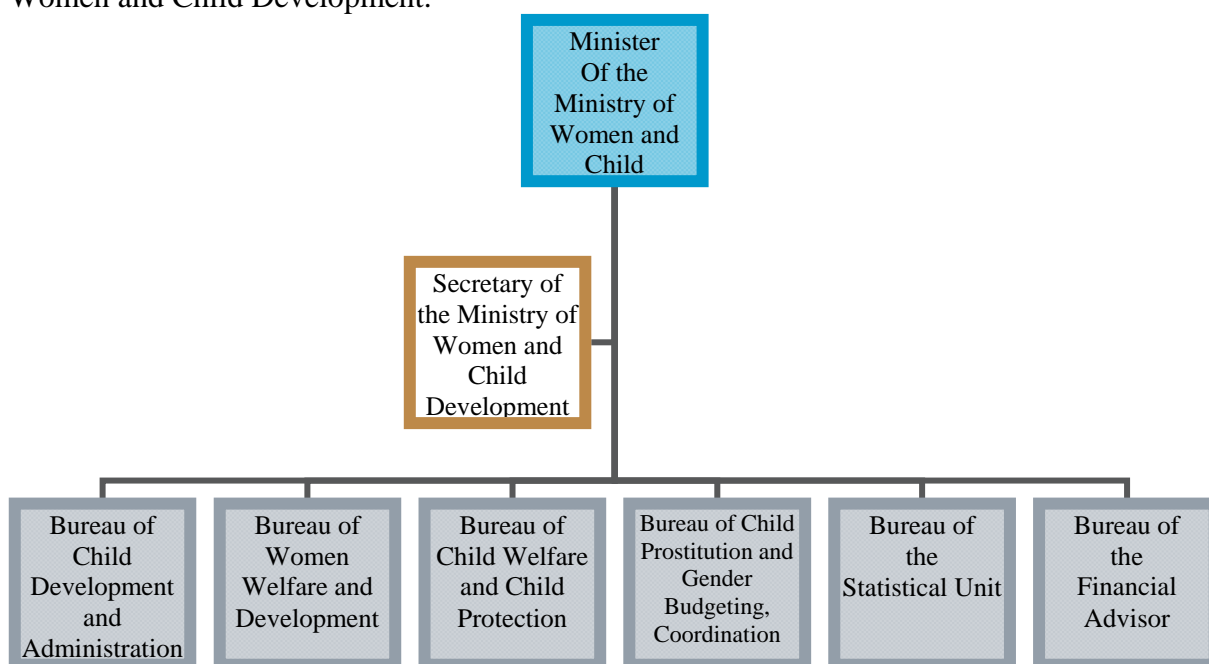 Women and Child Development.
Minister
Of the
Ministry of
Women and
Child
Secretary of
the Ministry of
Women and
Child
Development
Bureau of
Child
Development
and
Administration
Bureau of
Women
Welfare and
Development
Bureau of
Child Welfare
and Child
Protection
Bureau of Child
Prostitution and
Gender
Budgeting,
Coordination
Bureau of
the
Statistical Unit
Bureau of
the
Financial
Advisor